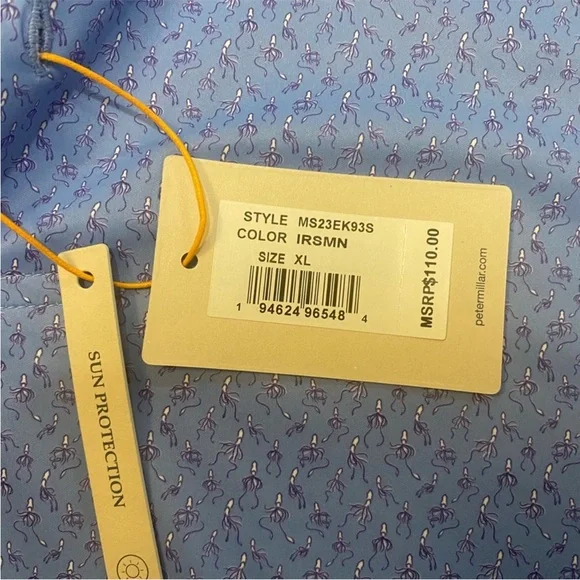 STYLE MS23EK93S
COLOR IRSMN
SIZE XL
1 94624 96548 4
MSRP$110.00
petermillar.com
SUN PROTECTION